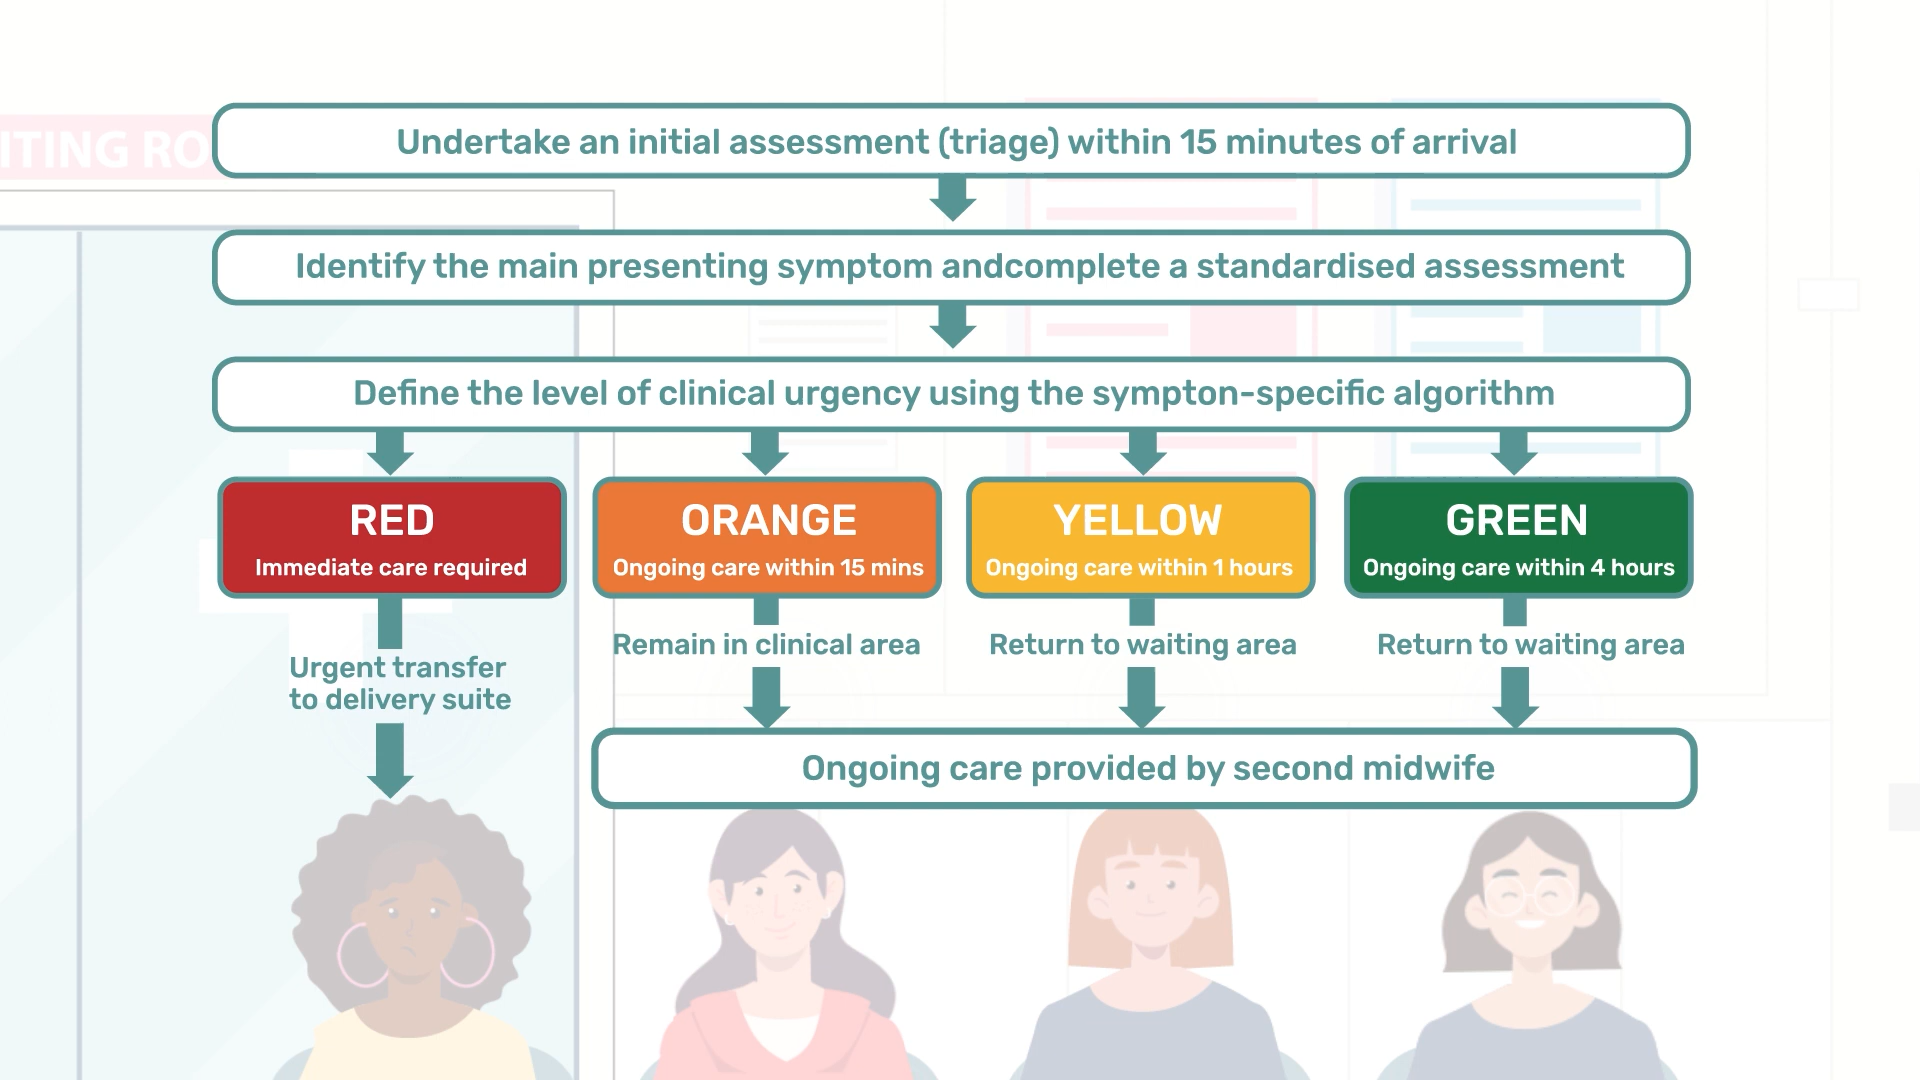 ITING RO
Undertake an initial assessment (triage) within 15 minutes of arrival
Identify the main presenting symptom andcomplete a standardised assessment
Define the level of clinical urgency using the sympton-specific algorithm
RED
Immediate care required
ORANGE
Ongoing care within 15 mins
YELLOW
Ongoing care within 1 hours
GREEN
Ongoing care within 4 hours
Urgent transfer
to delivery suite
Remain in clinical area
Return to waiting area
Return to waiting area
Ongoing care provided by second midwife